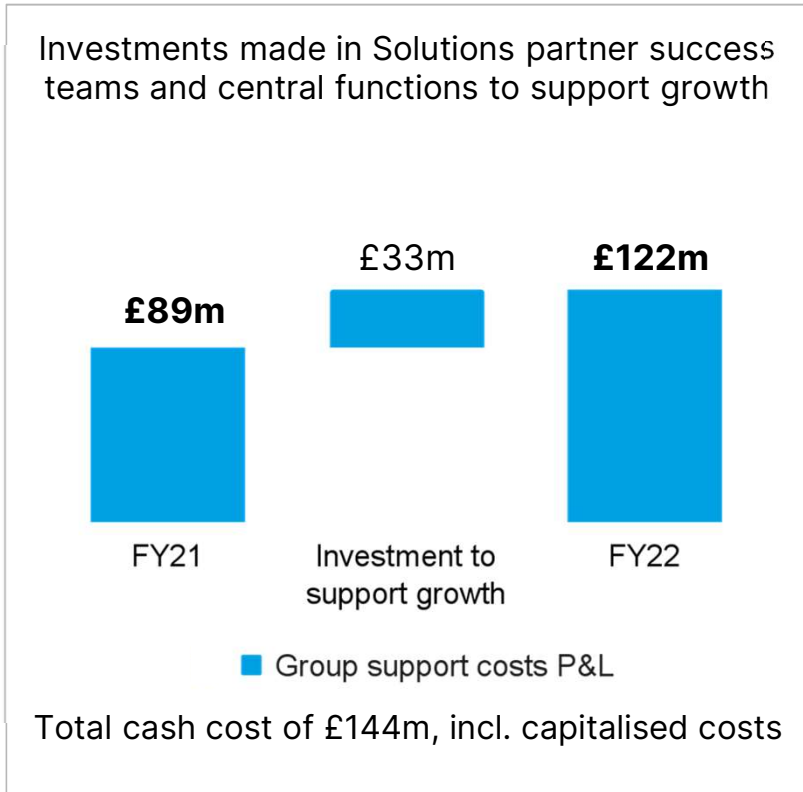 Investments made in Solutions partner success
teams and central functions to support growth
£33m
£122m
£89m
FY21
Investment to
support growth
FY22
Group support costs P&L
Total cash cost of £144m, incl. capitalised costs